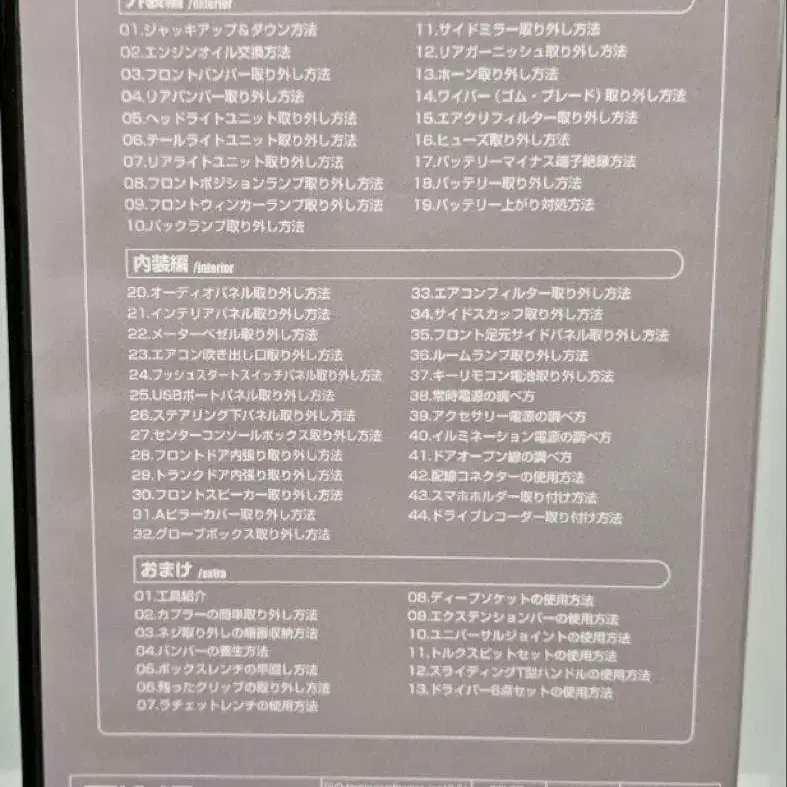 /exterior
01.ジャッキアップ&ダウン方法
02.エンジンオイル交換方法
03.フロントバンパー取り外し方法
04.リアバンパー取り外し方法
05.ヘッドライトユニット取り外し方法
06.テールライトユニット取り外し方法
07.リアライトユニット取り外し方法
08.フロントポジションランプ取り外し方法
09.フロントウィンカーランプ取り外し方法
10.バックランプ取り外し方法
11.サイドミラー取り外し方法
12.リアガーニッシュ取り外し方法
13.ホーン取り外し方法
14.ワイパー(ゴム・ブレード)取り外し方法
15.エアクリフィルター取り外し方法
16.ヒューズ取り外し方法
17.バッテリーマイナス端子絶縁方法
18.バッテリー取り外し方法
19.バッテリー上がり対処方法
内装編 /interior
20.オーディオパネル取り外し方法
21.インテリアパネル取り外し方法
22.メーターベゼル取り外し方法
23.エアコン吹き出し口取り外し方法
24.プッシュスタートスイッチパネル取り外し方法
25.USBポートパネル取り外し方法
26.ステアリング下パネル取り外し方法
27.センターコンソールボックス取り外し方法
28.フロントドア内張り取り外し方法
29.トランクドア内張り取り外し方法
30.フロントスピーカー取り外し方法
31.Aピラーカバー取り外し方法
32.グローブボックス取り外し方法
33.エアコンフィルター取り外し方法
34.サイドスカッフ取り外し方法
35.フロント足元サイドパネル取り外し方法
36.ルームランプ取り外し方法
37.キーリモコン電池取り外し方法
38.常時電源の調べ方
39.アクセサリー電源の調べ方
40.イルミネーション電源の調べ方
41.ドアオープン線の調べ方
42.配線コネクターの使用方法
43.スマホホルダー取り付け方法
44.ドライブレコーダー取り付け方法
おまけ /extra
01.工具紹介
02.カプラーの簡単取り外し方法
03.ネジ取り外しの順番収納方法
04.バンパーの養生方法
05.ボックスレンチの早回し方法
06.残ったクリップの取り外し方法
07.ラチェットレンチの使用方法
08.ディープソケットの使用方法
09.エクステンションバーの使用方法
10.ユニバーサルジョイントの使用方法
11.トルクスビットセットの使用方法
12.スライディングT型ハンドルの使用方法
13.ドライバー6点セットの使用方法